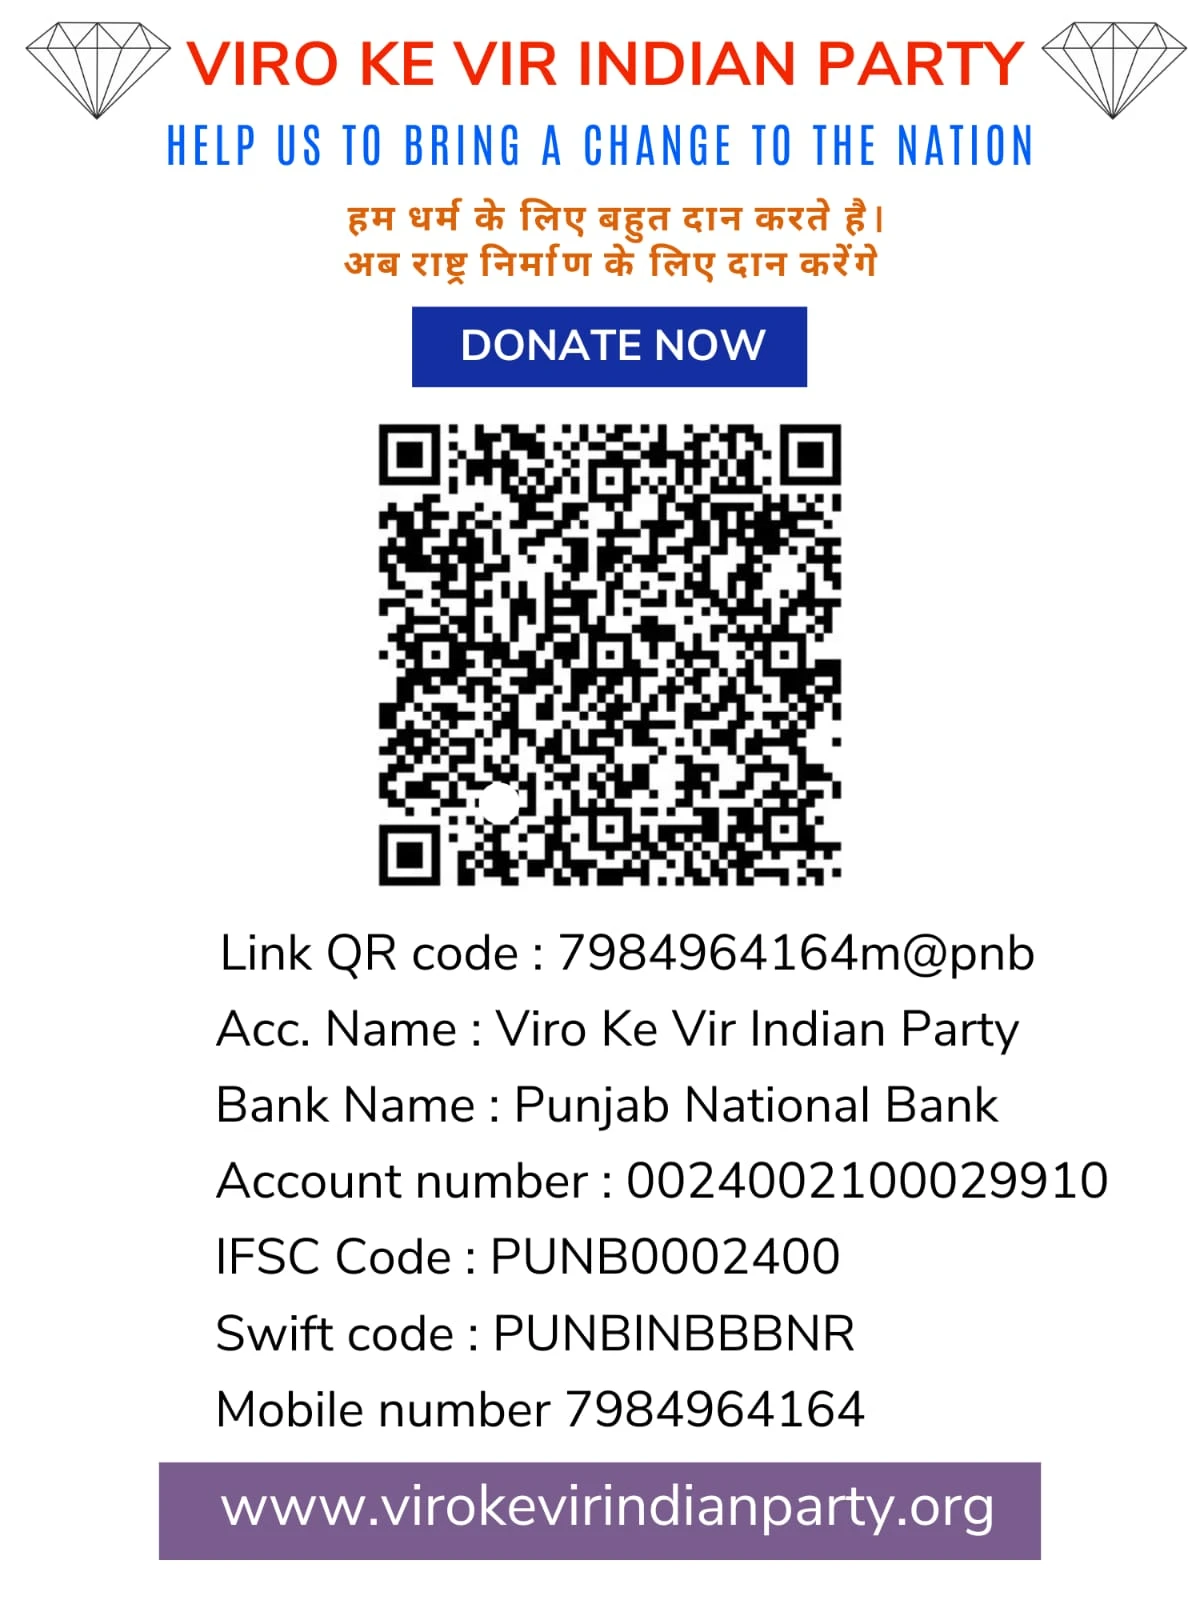 VIRO KE VIR INDIAN PARTY
HELP US TO BRING A CHANGE TO THE NATION
हम धर्म के लिए बहुत दान करते है।
अब राष्ट्र निर्माण के लिए दान करेंगे
DONATE NOW
Link QR code : 7984964164m@pnb
Acc. Name : Viro Ke Vir Indian Party
Bank Name : Punjab National Bank
Account number : 0024002100029910
IFSC Code : PUNB0002400
Swift code : PUNBINBBBNR
Mobile number 7984964164
www.virokevirindianparty.org